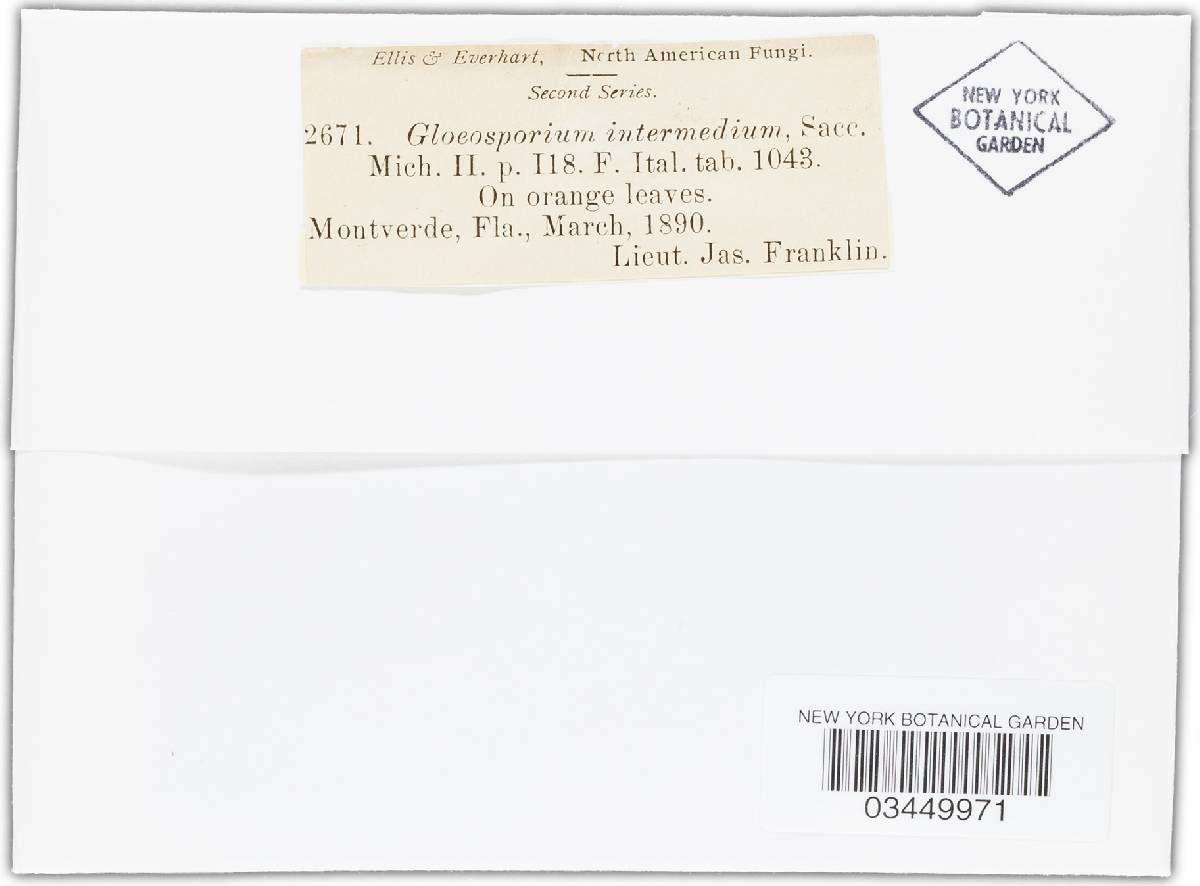 Ellis & Everhart, North American Fungi.
Second Series.
2671. Gloeosporium intermedium, Sacc.
Mich. II. p. 118. F. Ital. tab. 1043.
On orange leaves.
Montverde, Fla., March, 1890.
Lieut. Jas. Franklin.
NEW YORK
BOTANICAL
GARDEN
NEW YORK BOTANICAL GARDEN
03449971